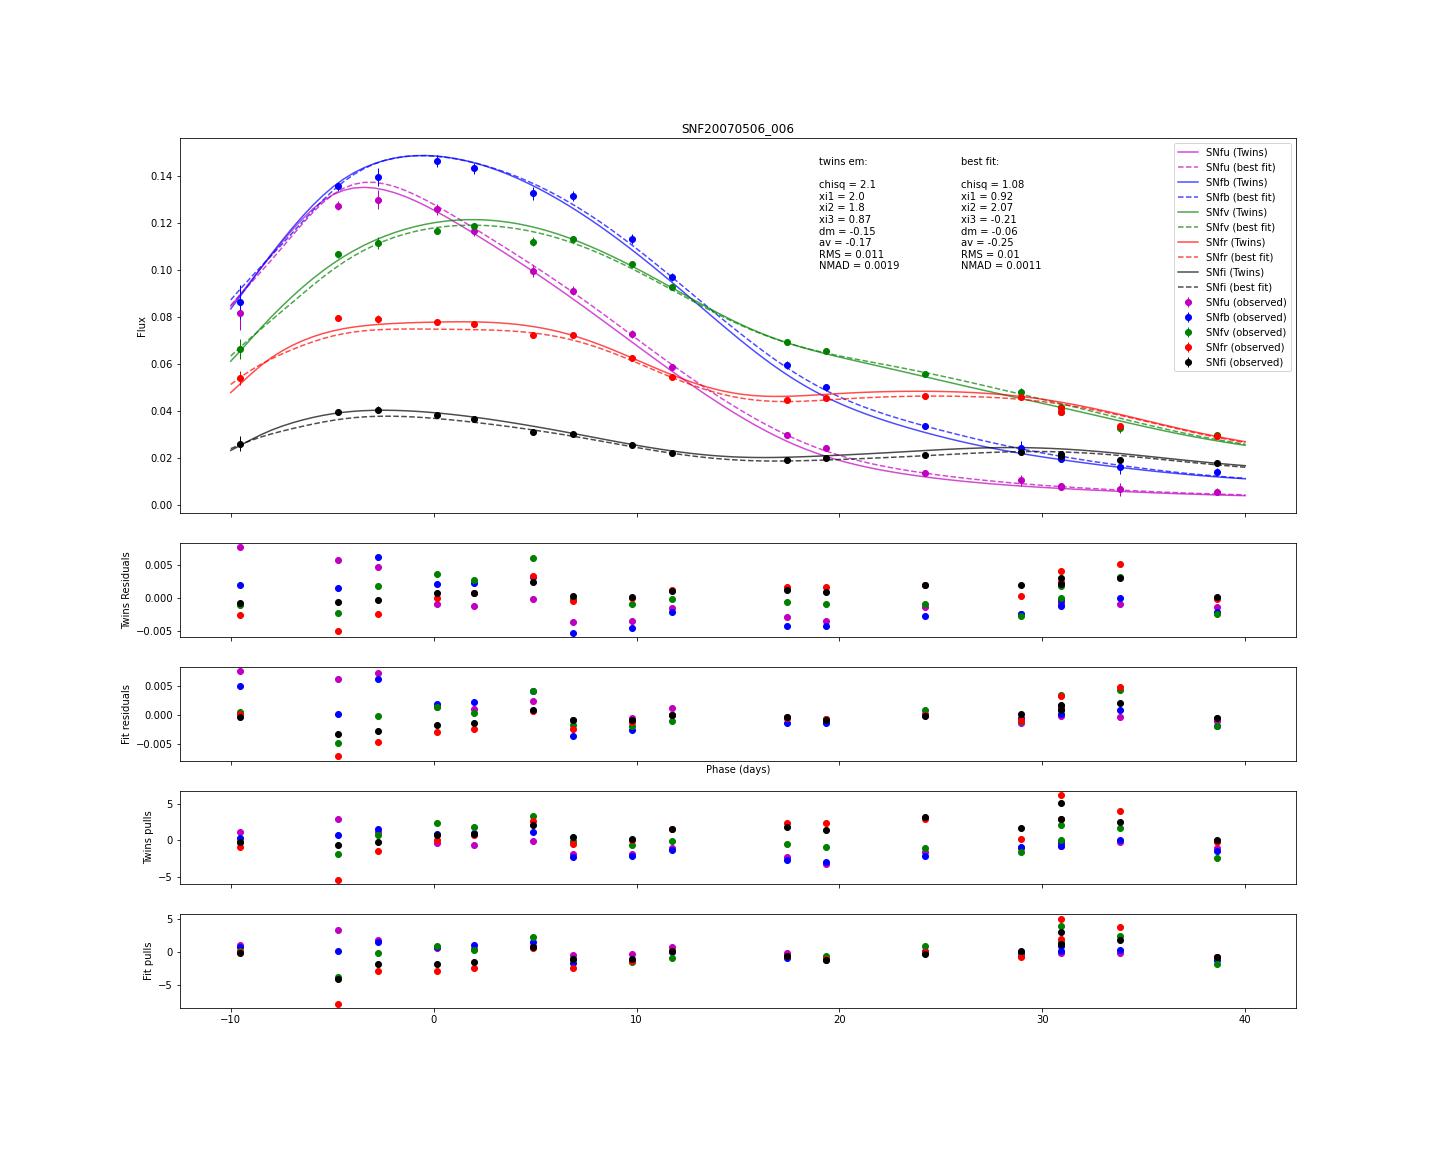 SNF20070506_006
Flux
0.14
0.12
0.10
0.08
0.06
0.04
0.02
0.00
twins em:
chisq = 2.1
xi1 = 2.0
xi2 = 1.8
xi3 = 0.87
dm = -0.15
av = -0.17
RMS = 0.011
NMAD = 0.0019
best fit:
chisq = 1.08
xi1 = 0.92
xi2 = 2.07
xi3 = -0.21
dm = -0.06
av = -0.25
RMS = 0.01
NMAD = 0.0011
SNfu (Twins)
SNfu (best fit)
SNfb (Twins)
SNfb (best fit)
SNfv (Twins)
SNfv (best fit)
SNfr (Twins)
SNfr (best fit)
SNfi (Twins)
SNfi (best fit)
SNfu (observed)
SNfb (observed)
SNfv (observed)
SNfr (observed)
SNfi (observed)
Twins Residuals
0.005
0.000
−0.005
Fit residuals
0.005
0.000
−0.005
Phase (days)
Twins pulls
5
0
−5
Fit pulls
5
0
−5
−10
0
10
20
30
40